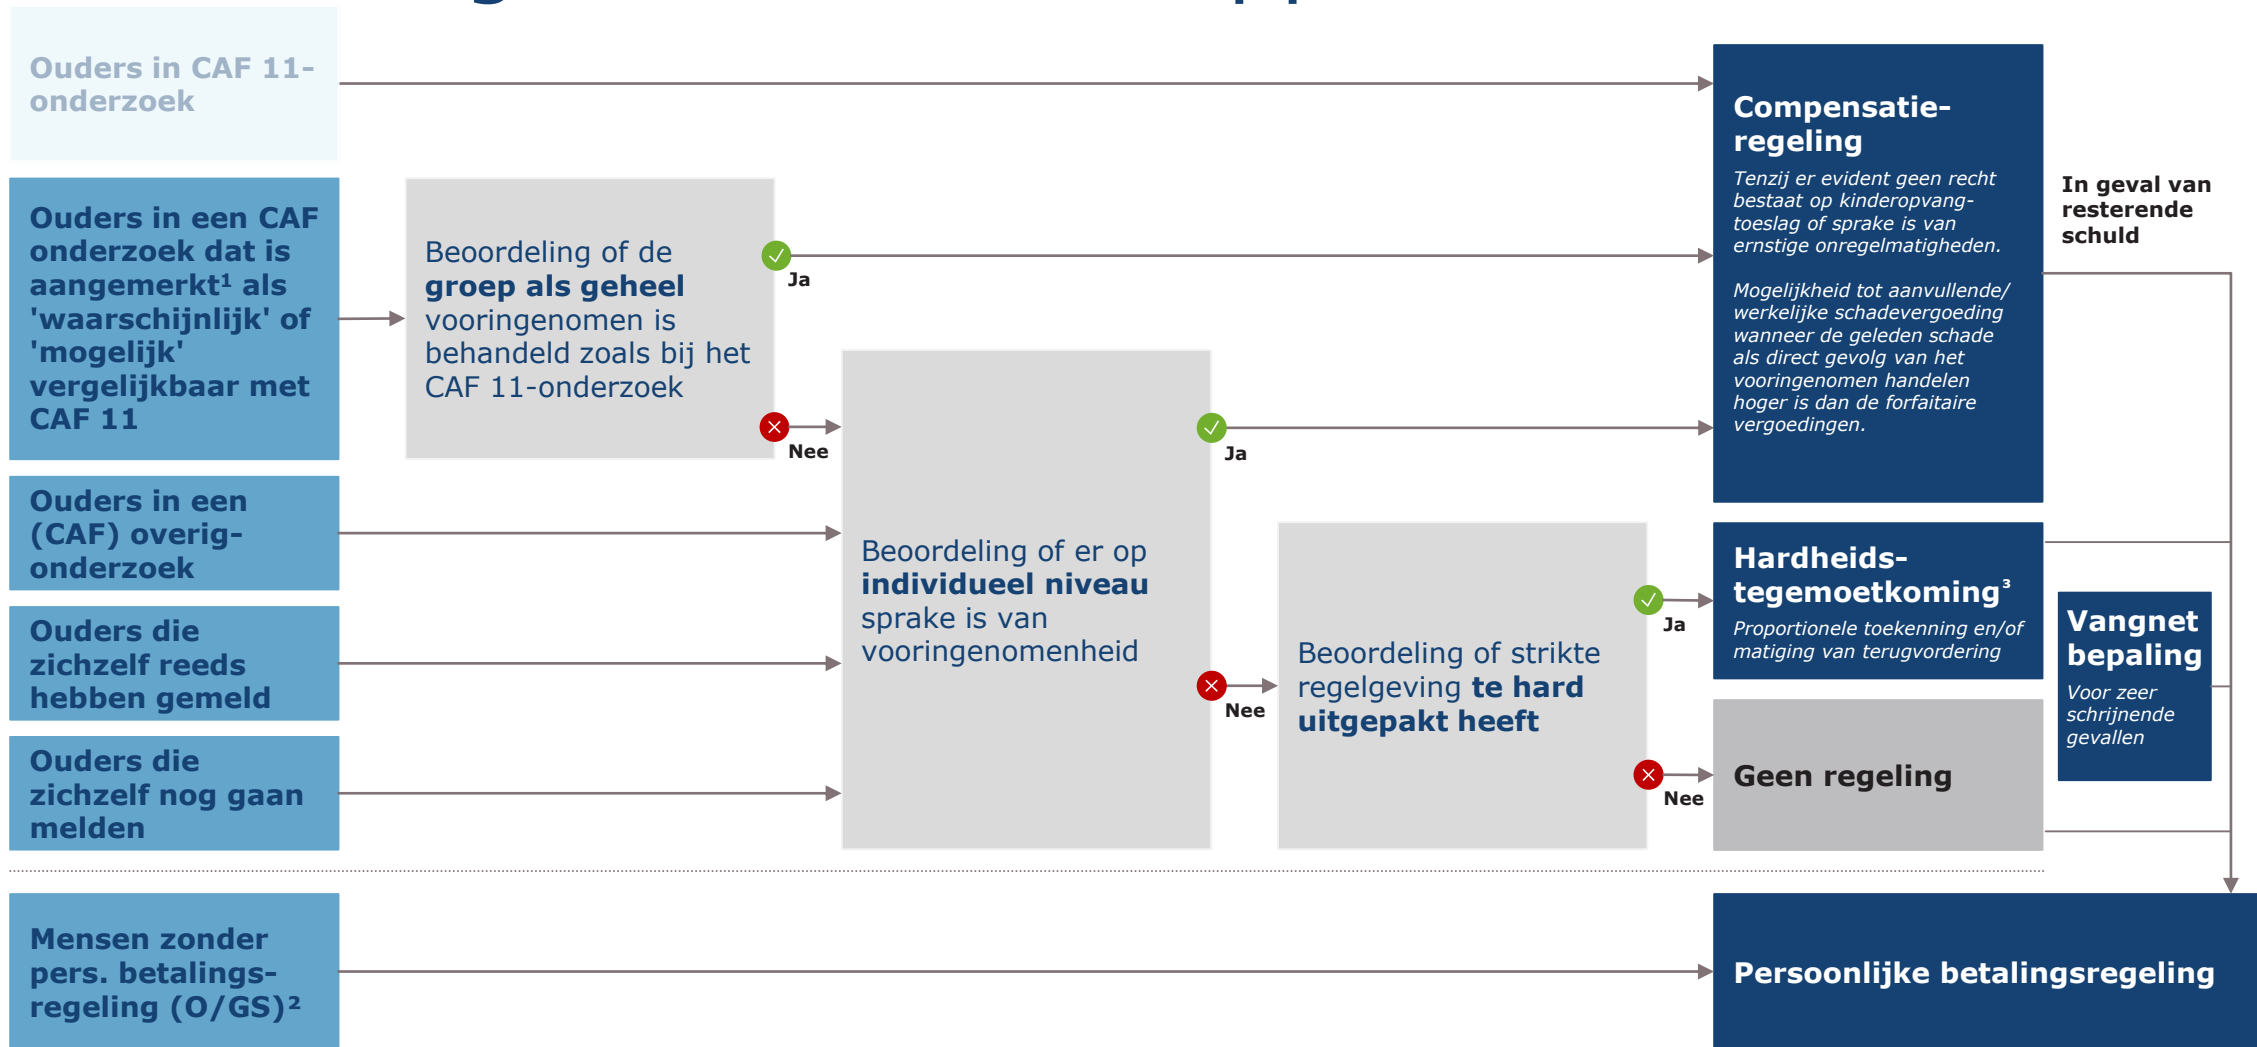 Ouders in CAF 11-
onderzoek
Ouders in een CAF
onderzoek dat is
aangemerkt¹ als
'waarschijnlijk' of
'mogelijk'
vergelijkbaar met
CAF 11
Ouders in een
(CAF) overig-
onderzoek
Ouders die
zichzelf reeds
hebben gemeld
Ouders die
zichzelf nog gaan
melden
Mensen zonder
pers. betalings-
regeling (O/GS)²
Beoordeling of de
groep als geheel
vooringenomen is
behandeld zoals bij het
CAF 11-onderzoek
Ja
Nee
Beoordeling of er op
individueel niveau
sprake is van
vooringenomenheid
Ja
Nee
Beoordeling of strikte
regelgeving te hard
uitgepakt heeft
Ja
Nee
Compensatie-
regeling
Tenzij er evident geen recht
bestaat op kinderopvang-
toeslag of sprake is van
ernstige onregelmatigheden.
Mogelijkheid tot aanvullende/
werkelijke schadevergoeding
wanneer de geleden schade
als direct gevolg van het
vooringenomen handelen
hoger is dan de forfaitaire
vergoedingen.
Hardheids-
tegemoetkoming³
Proportionele toekenning en/of
matiging van terugvordering
Geen regeling
In geval van
resterende
schuld
Vangnet
bepaling
Voor zeer
schrijnende
gevallen
Persoonlijke betalingsregeling